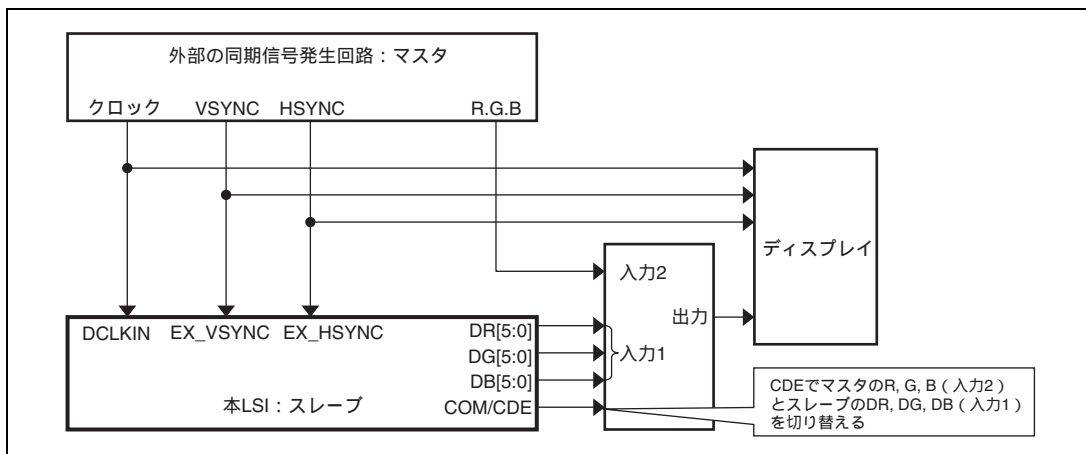 外部の同期信号発生回路：マスタ
クロック VSYNC HSYNC R.G.B
ディスプレイ
入力2
出力
DCLKIN EX_VSYNC EX_HSYNC
DR[5:0]
DG[5:0]
DB[5:0]
入力1
本LSI：スレーブ
COM/CDE
CDEでマスタのR, G, B（入力2）
とスレーブのDR, DG, DB（入力1）
を切り替える